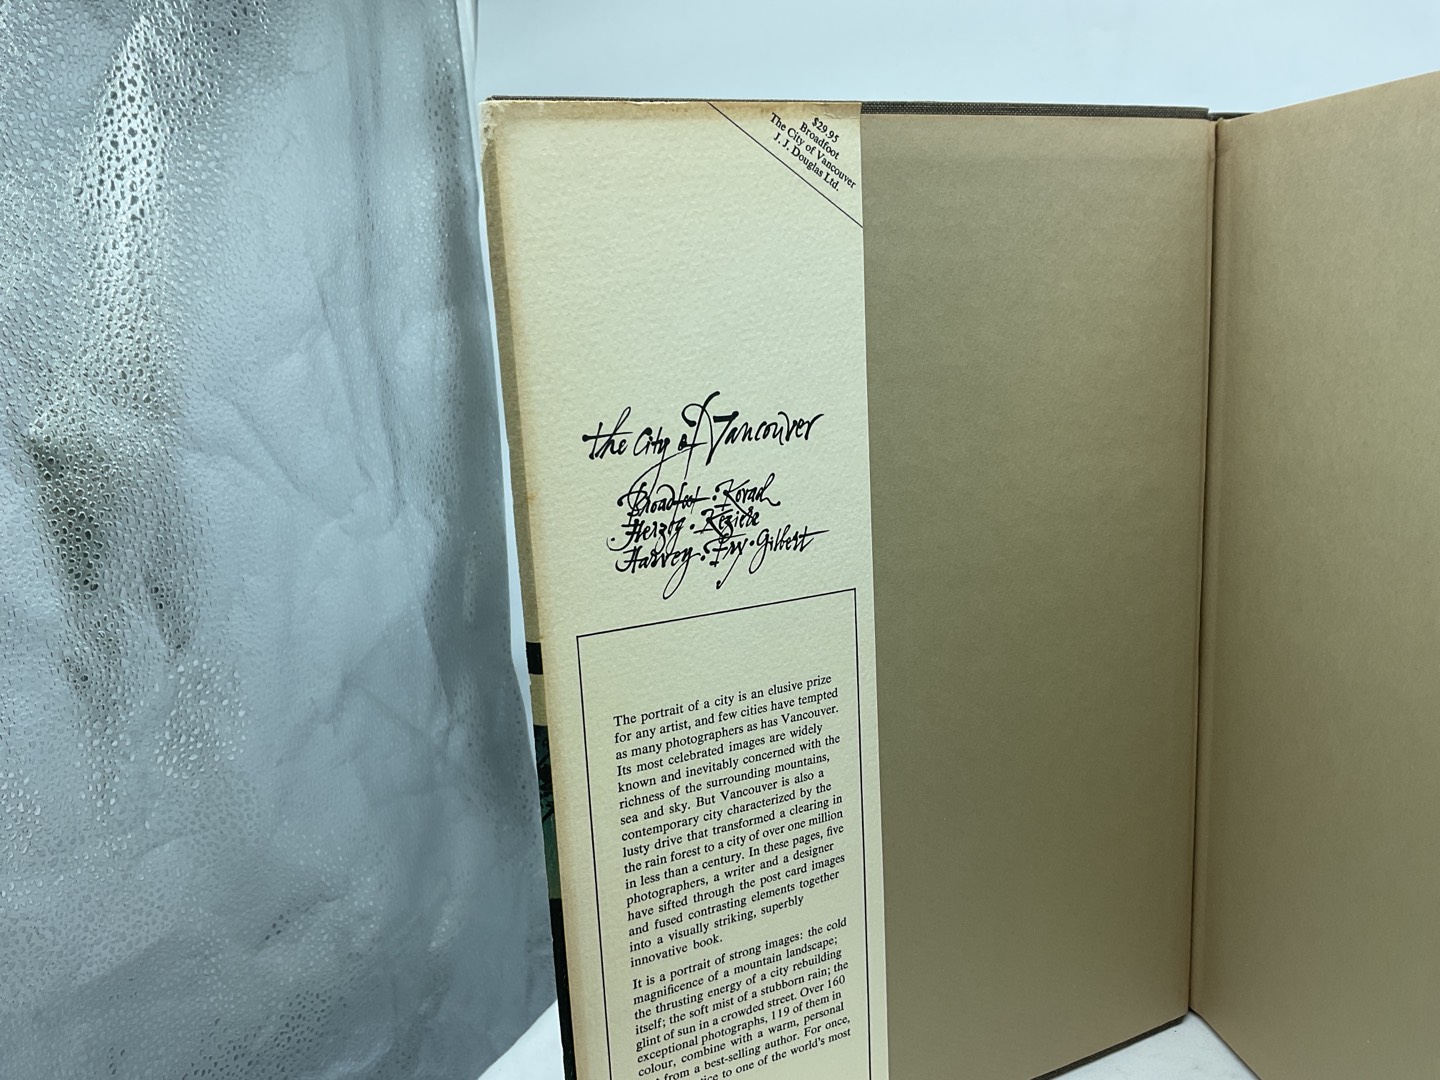 $29.95
Broadfoot
The City of Vancouver
J. J. Douglas Ltd.
the City of Vancouver
Broadfoot · Kovach
· Herzog · Keziere
Harvey · Fry · Gilbert
The portrait of a city is an elusive prize
for any artist, and few cities have tempted
as many photographers as has Vancouver.
Its most celebrated images are widely
known and inevitably concerned with the
richness of the surrounding mountains,
sea and sky. But Vancouver is also a
contemporary city characterized by the
lusty drive that transformed a clearing in
the rain forest to a city of over one million
in less than a century. In these pages, five
photographers, a writer and a designer
have sifted through the post card images
and fused contrasting elements together
into a visually striking, superbly
innovative book.
It is a portrait of strong images: the cold
magnificence of a mountain landscape;
the thrusting energy of a city rebuilding
itself; the soft mist of a stubborn rain; the
glint of sun in a crowded street. Over 160
exceptional photographs, 119 of them in
colour, combine with a warm, personal
from a best-selling author. For once,
to one of the world's most